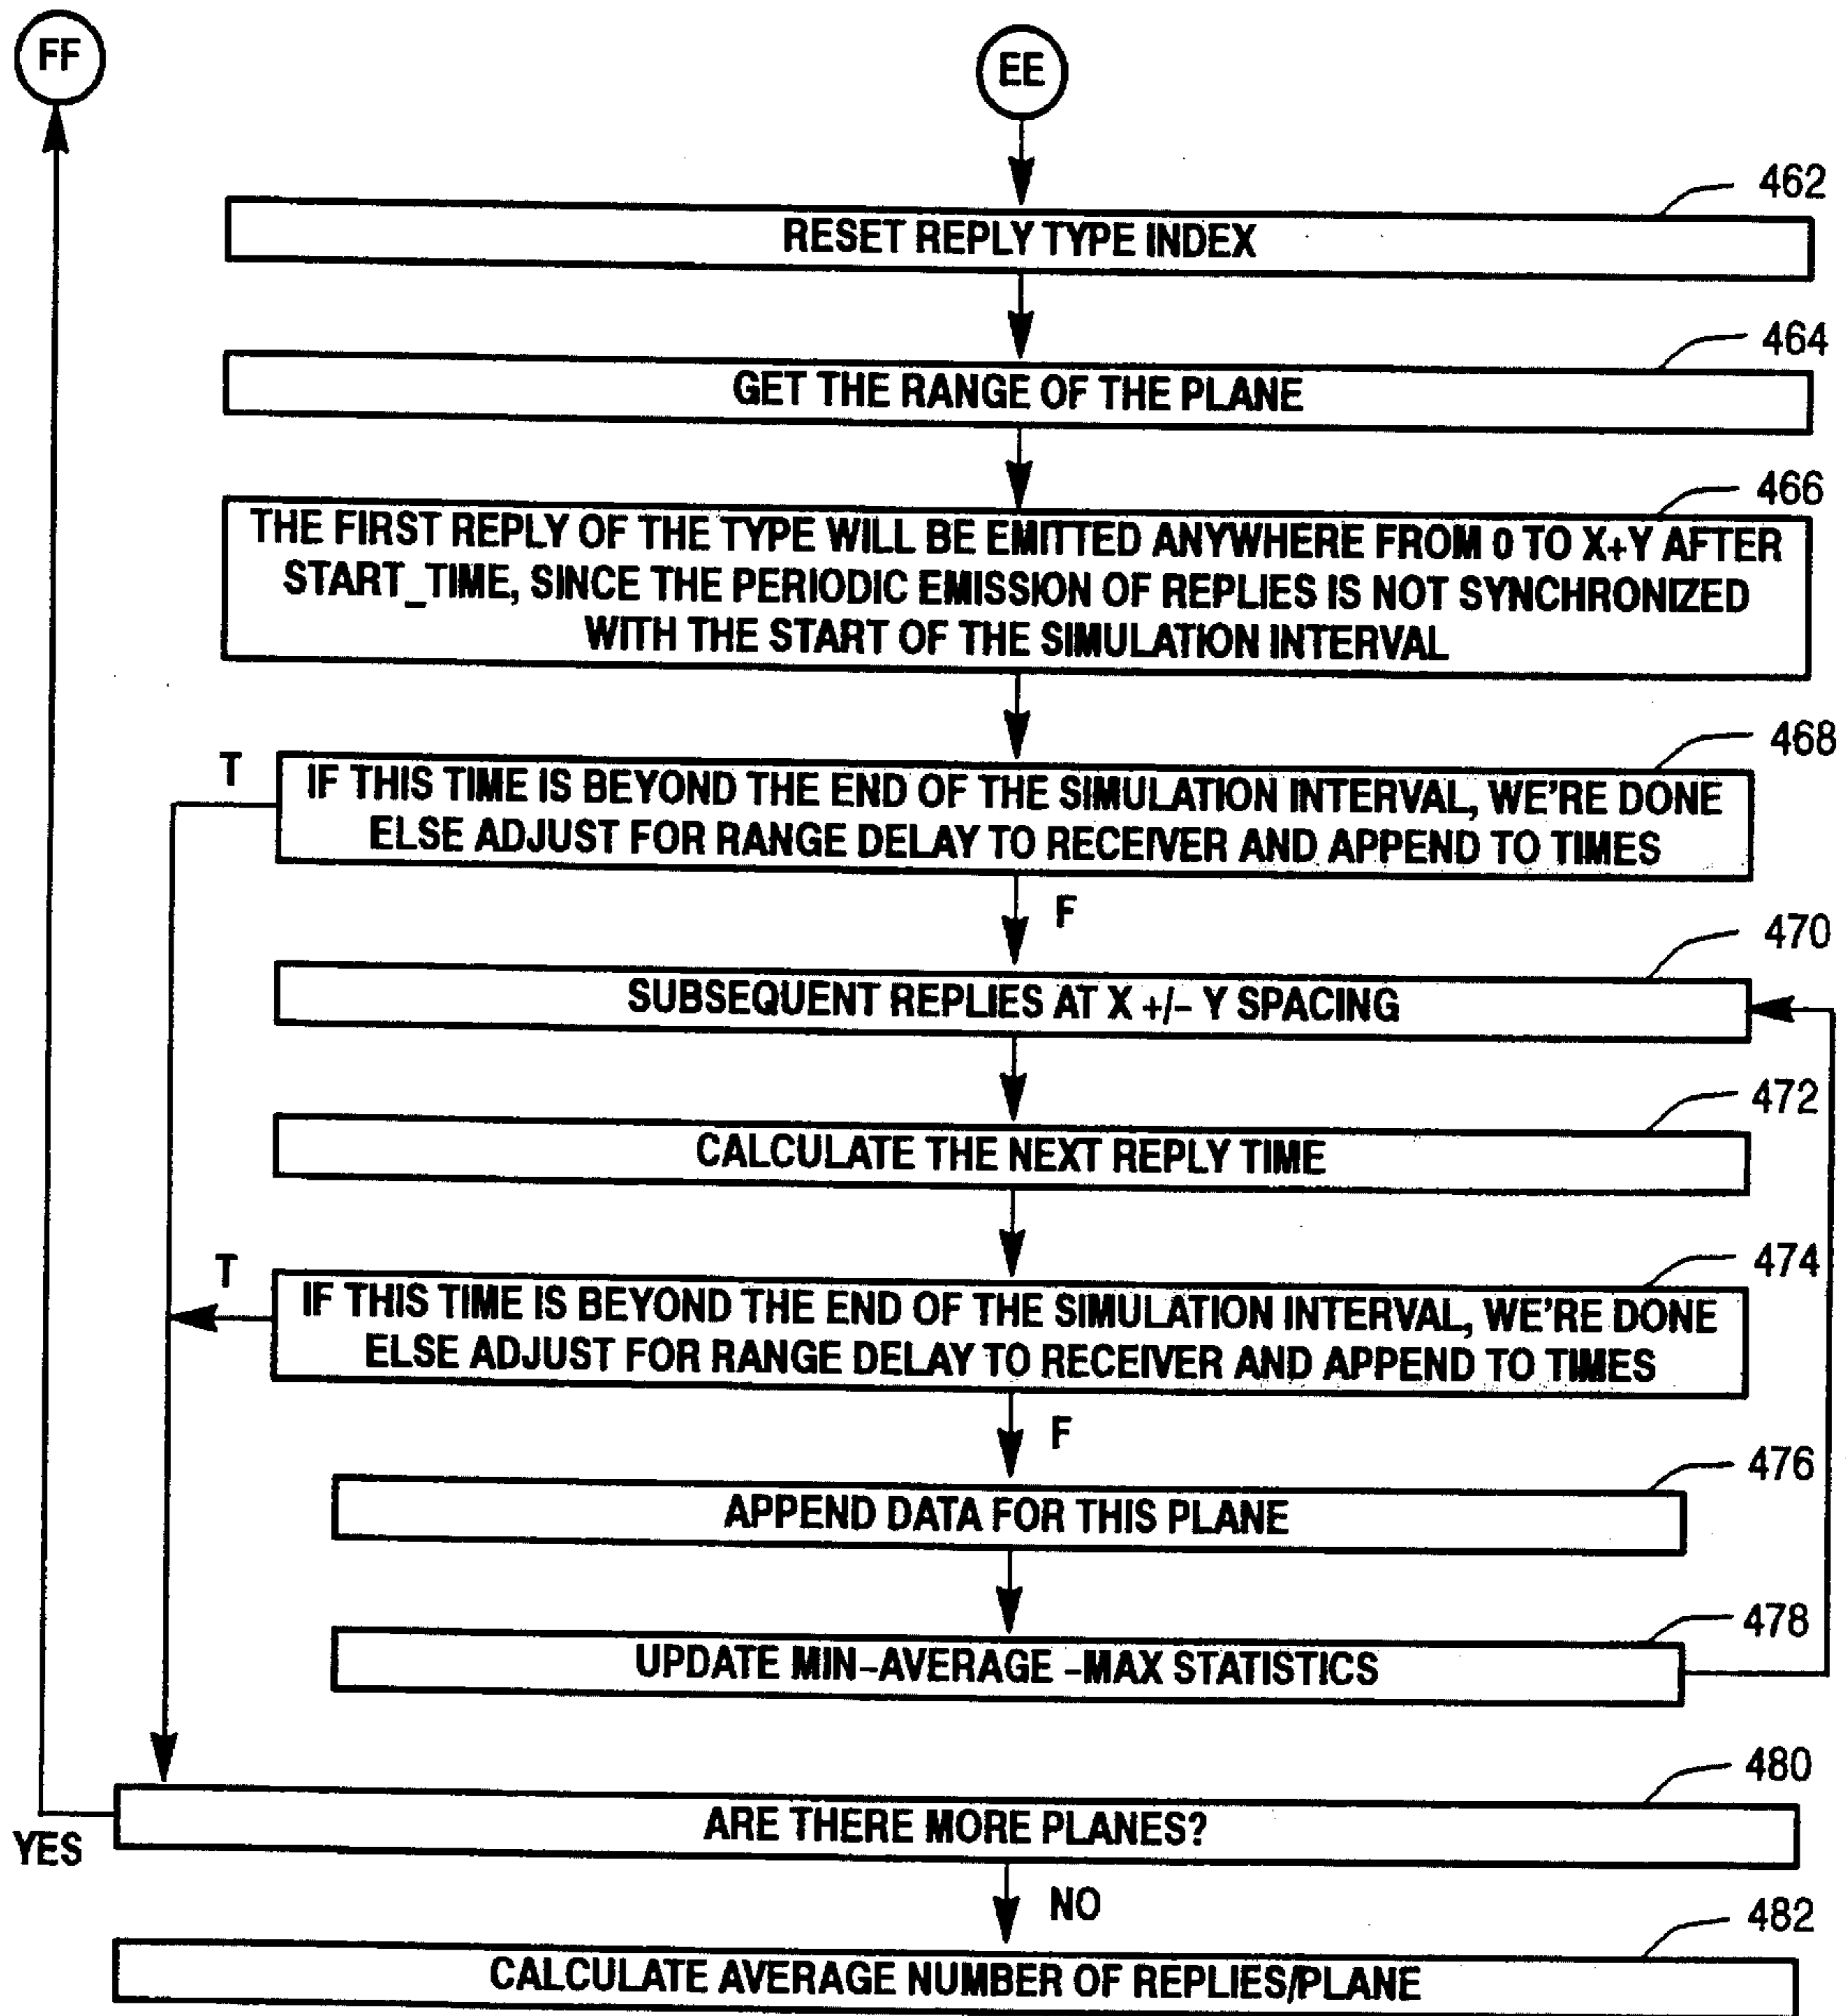 FF
EE
462
RESET REPLY TYPE INDEX
464
GET THE RANGE OF THE PLANE
466
THE FIRST REPLY OF THE TYPE WILL BE EMITTED ANYWHERE FROM 0 TO X+Y AFTER
START_TIME, SINCE THE PERIODIC EMISSION OF REPLIES IS NOT SYNCHRONIZED
WITH THE START OF THE SIMULATION INTERVAL
468
T
IF THIS TIME IS BEYOND THE END OF THE SIMULATION INTERVAL, WE'RE DONE
ELSE ADJUST FOR RANGE DELAY TO RECEIVER AND APPEND TO TIMES
F
470
SUBSEQUENT REPLIES AT X +/- Y SPACING
472
CALCULATE THE NEXT REPLY TIME
474
T
IF THIS TIME IS BEYOND THE END OF THE SIMULATION INTERVAL, WE'RE DONE
ELSE ADJUST FOR RANGE DELAY TO RECEIVER AND APPEND TO TIMES
F
476
APPEND DATA FOR THIS PLANE
478
UPDATE MIN-AVERAGE -MAX STATISTICS
480
ARE THERE MORE PLANES?
YES
NO
482
CALCULATE AVERAGE NUMBER OF REPLIES/PLANE